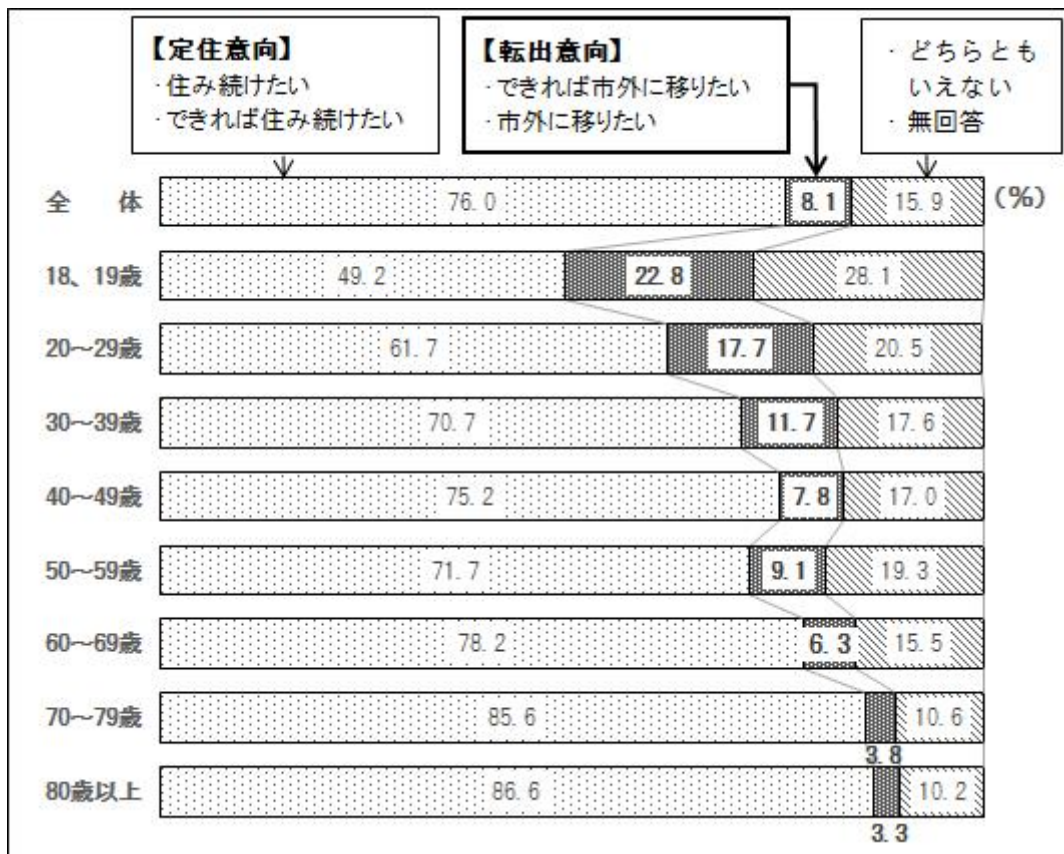 【定住意向】
・住み続けたい
・できれば住み続けたい
【転出意向】
・できれば市外に移りたい
・市外に移りたい
・どちらとも
いえない
・無回答
全　体 76.0 8.1 15.9 (%)
18、19歳 49.2 22.8 28.1
20～29歳 61.7 17.7 20.5
30～39歳 70.7 11.7 17.6
40～49歳 75.2 7.8 17.0
50～59歳 71.7 9.1 19.3
60～69歳 78.2 6.3 15.5
70～79歳 85.6 3.8 10.6
80歳以上 86.6 3.3 10.2